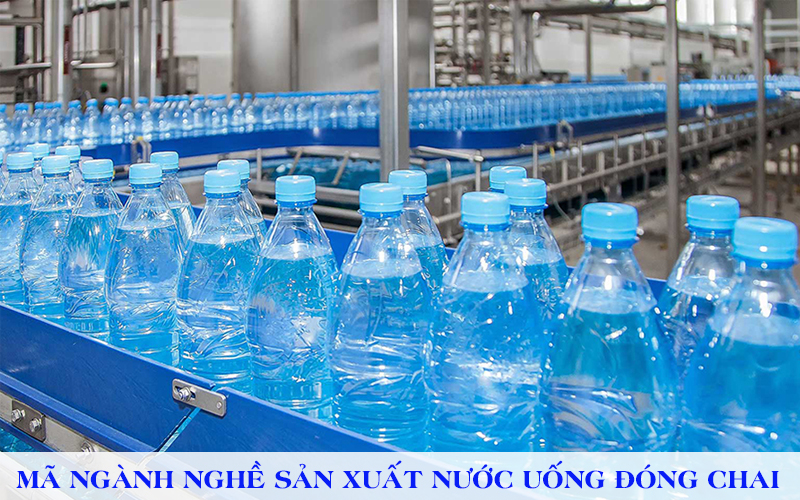 MÃ NGÀNH NGHỀ SẢN XUẤT NƯỚC UỐNG ĐÓNG CHAI